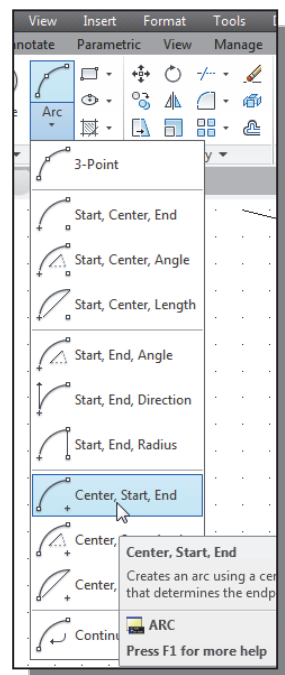 View Insert Format Tools
notate Parametric View Manage
Arc
3-Point
Start, Center, End
Start, Center, Angle
Start, Center, Length
Start, End, Angle
Start, End, Direction
Start, End, Radius
Center, Start, End
Center,
Center,
Continu
Center, Start, End
Creates an arc using a cen
that determines the endp
ARC
Press F1 for more help